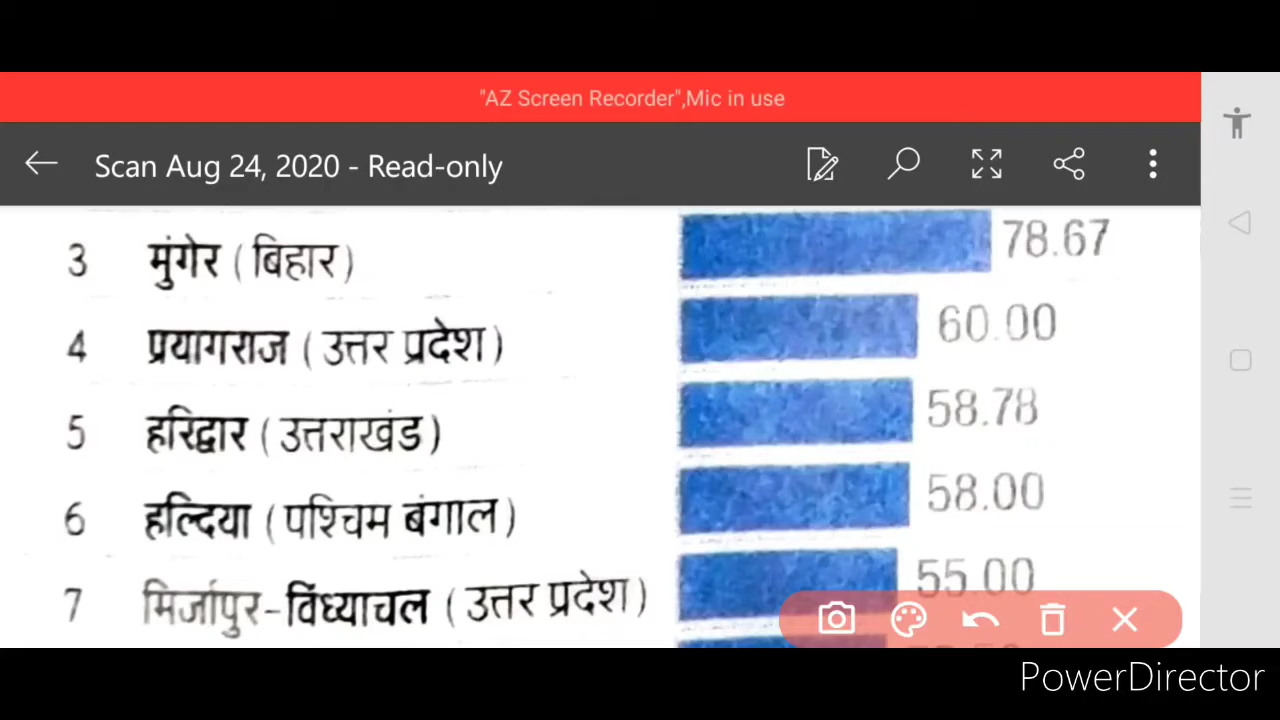 "AZ Screen Recorder",Mic in use
Scan Aug 24, 2020 - Read-only
3 मुंगेर (बिहार) 78.67
4 प्रयागराज (उत्तर प्रदेश) 60.00
5 हरिद्वार (उत्तराखंड) 58.78
6 हल्दिया (पश्चिम बंगाल) 58.00
7 मिर्जापुर-विंध्याचल (उत्तर प्रदेश) 55.00
PowerDirector